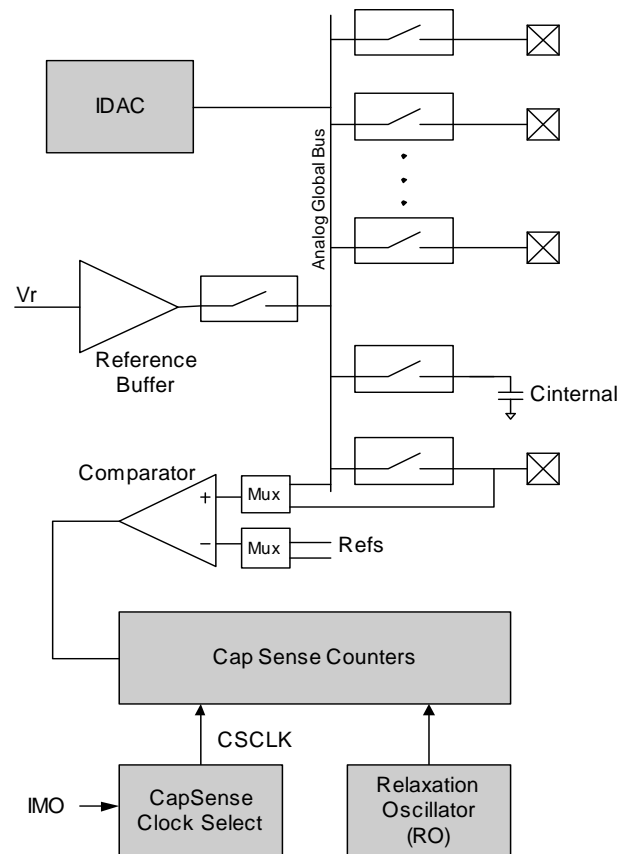 IDAC
Analog Global Bus
Vr
Reference
Buffer
Cinternal
Comparator
+
Mux
−
Mux
Refs
Cap Sense Counters
CSCLK
IMO
CapSense
Clock Select
Relaxation
Oscillator
(RO)